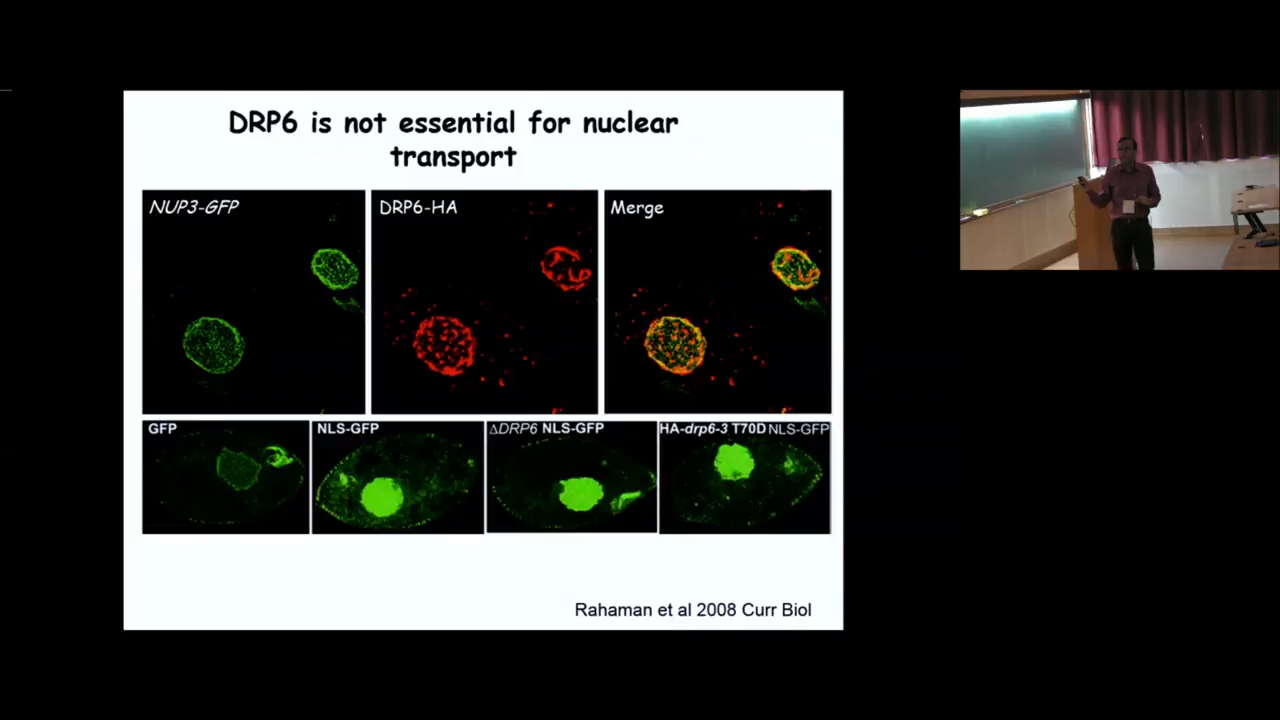 DRP6 is not essential for nuclear
transport
NUP3-GFP
DRP6-HA
Merge
GFP
NLS-GFP
ΔDRP6 NLS-GFP
HA-drp6-3 T70D NLS-GFP
Rahaman et al 2008 Curr Biol